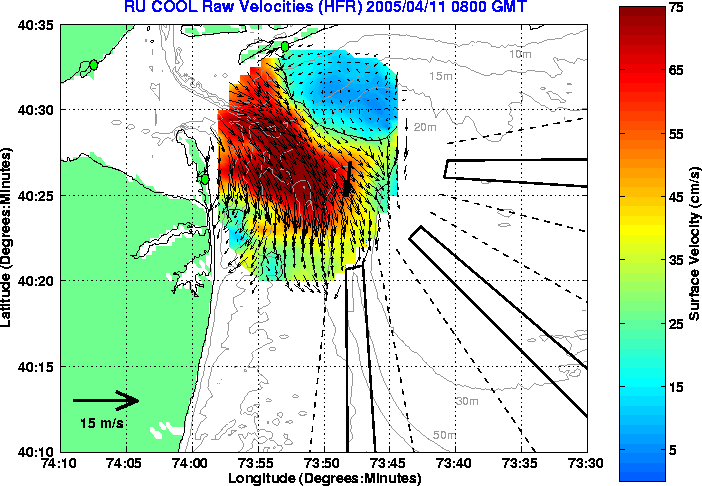 RU COOL Raw Velocities (HFR) 2005/04/11 0800 GMT
40:35
40:30
40:25
40:20
40:15
40:10
Latitude (Degrees:Minutes)
74:10
74:05
74:00
73:55
73:50
73:45
73:40
73:35
73:30
Longitude (Degrees:Minutes)
10m
15m
20m
30m
50m
15 m/s
75
65
55
45
35
25
15
5
Surface Velocity (cm/s)